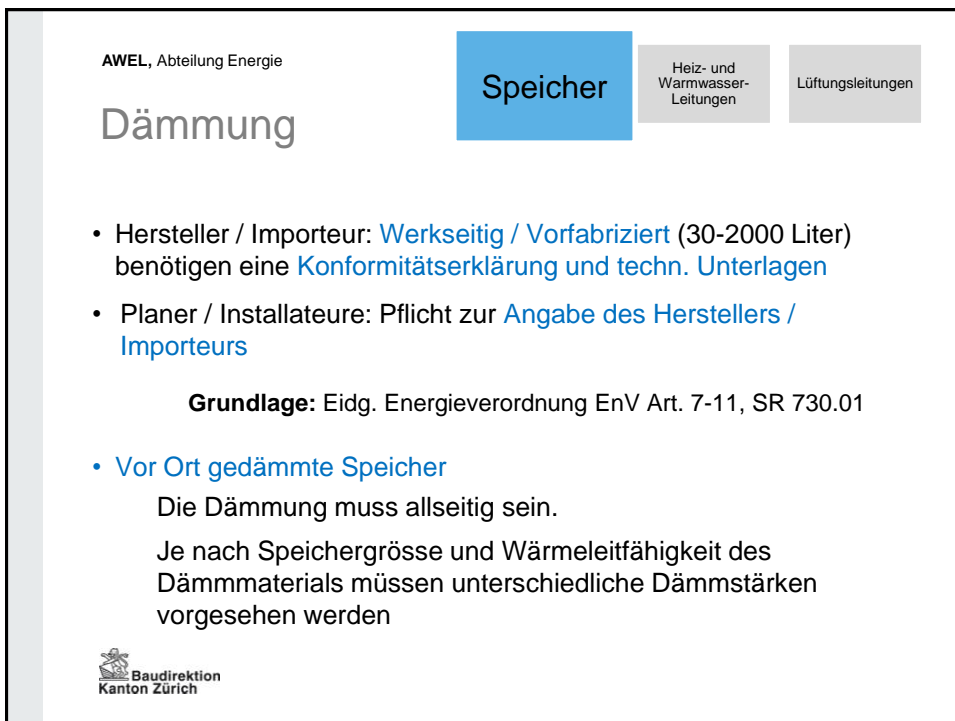 AWEL, Abteilung Energie
Dämmung
Speicher
Heiz- und
Warmwasser-
Leitungen
Lüftungsleitungen
• Hersteller / Importeur: Werkseitig / Vorfabriziert (30-2000 Liter)
benötigen eine Konformitätserklärung und techn. Unterlagen
• Planer / Installateure: Pflicht zur Angabe des Herstellers /
Importeurs
Grundlage: Eidg. Energieverordnung EnV Art. 7-11, SR 730.01
• Vor Ort gedämmte Speicher
Die Dämmung muss allseitig sein.
Je nach Speichergrösse und Wärmeleitfähigkeit des
Dämmmaterials müssen unterschiedliche Dämmstärken
vorgesehen werden
Baudirektion
Kanton Zürich